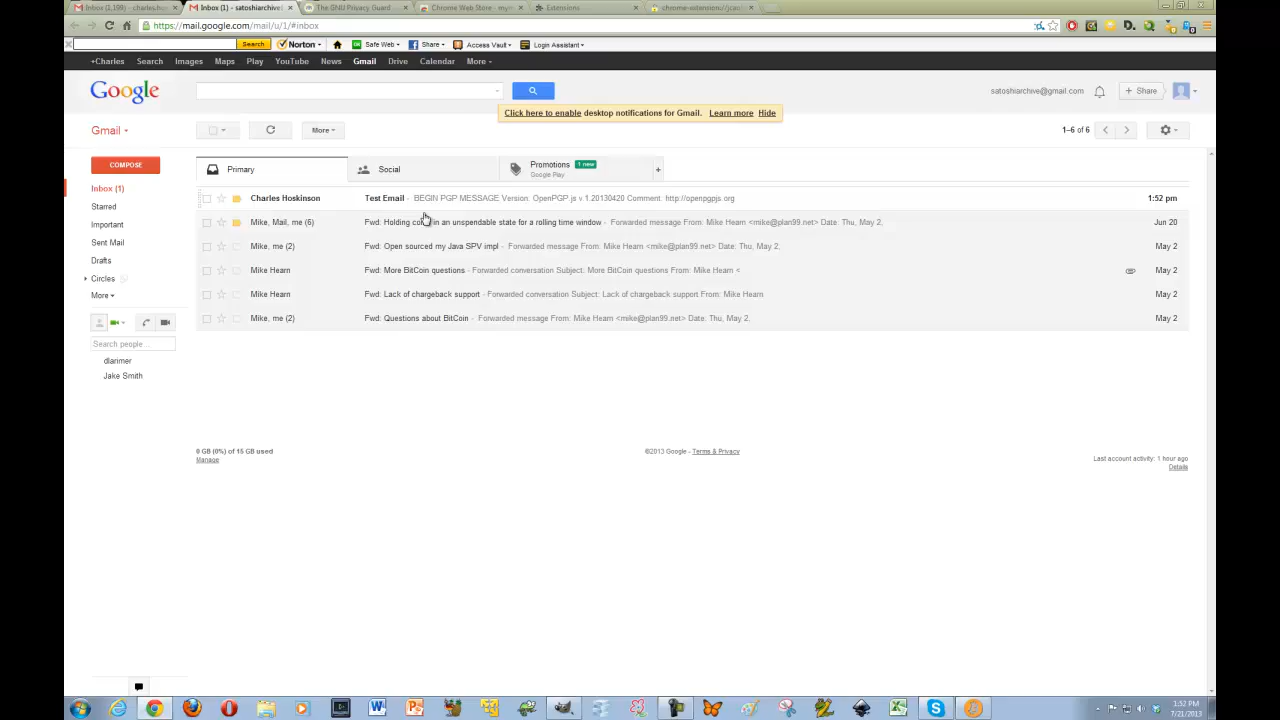 Inbox (1,199) - charles.ho
Inbox (1) - satoshiarchive
The GNU Privacy Guard
Chrome Web Store - mym
Extensions
chrome-extension://jcaob
https://mail.google.com/mail/u/1/#inbox
Search Norton Safe Web Share Access Vault Login Assistant
+Charles Search Images Maps Play YouTube News Gmail Drive Calendar More
Google
satoshiarchive@gmail.com
+ Share
Click here to enable desktop notifications for Gmail. Learn more Hide
Gmail
More
1–6 of 6
COMPOSE
Primary
Social
Promotions 1 new
Google Play
+
Inbox (1)
Starred
Important
Sent Mail
Drafts
Circles
More
Search people...
dlarimer
Jake Smith
Charles Hoskinson Test Email - BEGIN PGP MESSAGE Version: OpenPGP.js v.1.20130420 Comment: http://openpgpjs.org 1:52 pm
Mike, Mail, me (6) Fwd: Holding coins in an unspendable state for a rolling time window - Forwarded message From: Mike Hearn <mike@plan99.net> Date: Thu, May 2, Jun 20
Mike, me (2) Fwd: Open sourced my Java SPV impl - Forwarded message From: Mike Hearn <mike@plan99.net> Date: Thu, May 2, May 2
Mike Hearn Fwd: More BitCoin questions - Forwarded conversation Subject: More BitCoin questions From: Mike Hearn < May 2
Mike Hearn Fwd: Lack of chargeback support - Forwarded conversation Subject: Lack of chargeback support From: Mike Hearn May 2
Mike, me (2) Fwd: Questions about BitCoin - Forwarded message From: Mike Hearn <mike@plan99.net> Date: Thu, May 2, May 2
0 GB (0%) of 15 GB used
Manage
©2013 Google - Terms & Privacy
Last account activity: 1 hour ago
Details
1:52 PM
7/21/2013